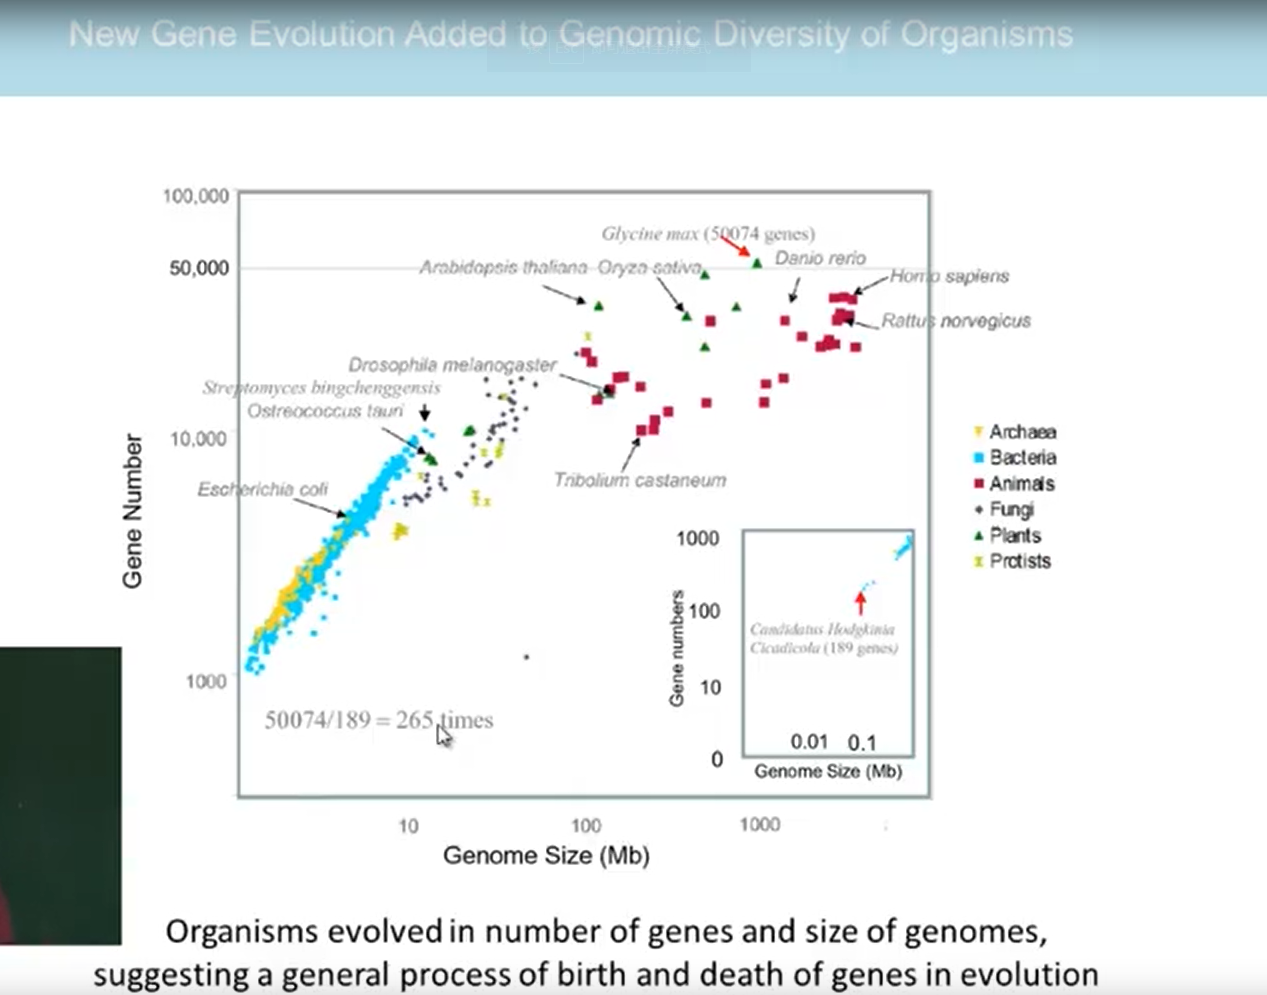 New Gene Evolution Added to Genomic Diversity of Organisms
100,000
50,000
10,000
1000
Gene Number
Glycine max (50074 genes)
Arabidopsis thaliana
Oryza sativa
Danio rerio
Homo sapiens
Rattus norvegicus
Drosophila melanogaster
Streptomyces bingchenggensis
Ostreococcus tauri
Escherichia coli
Tribolium castaneum
Archaea
Bacteria
Animals
Fungi
Plants
Protists
1000
100
10
0
Gene numbers
Candidatus Hodgkinia
Cicadicola (189 genes)
0.01 0.1
Genome Size (Mb)
50074/189 = 265 times
10 100 1000
Genome Size (Mb)
Organisms evolved in number of genes and size of genomes,
suggesting a general process of birth and death of genes in evolution